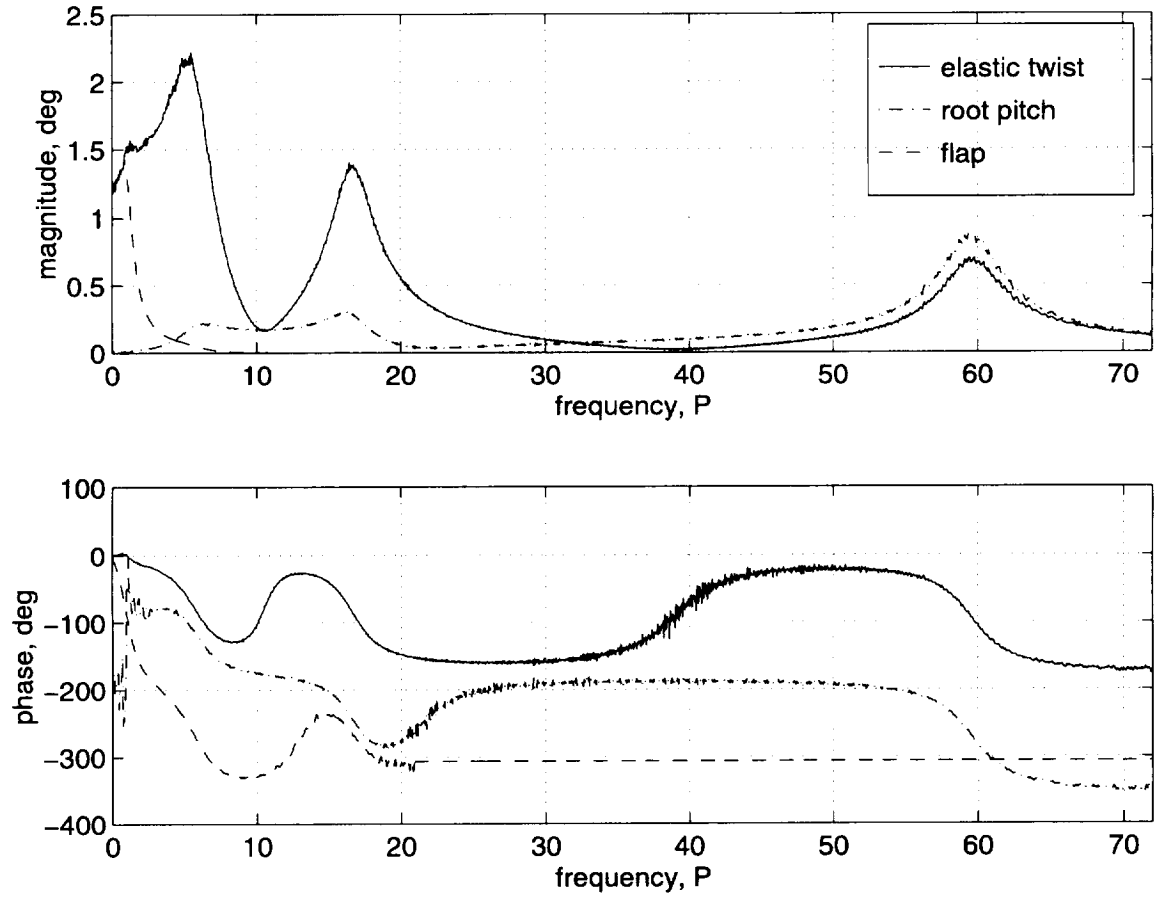 2.5
2
1.5
1
0.5
0
magnitude, deg
elastic twist
root pitch
flap
0 10 20 30 40 50 60 70
frequency, P
100
0
−100
−200
−300
−400
phase, deg
0 10 20 30 40 50 60 70
frequency, P